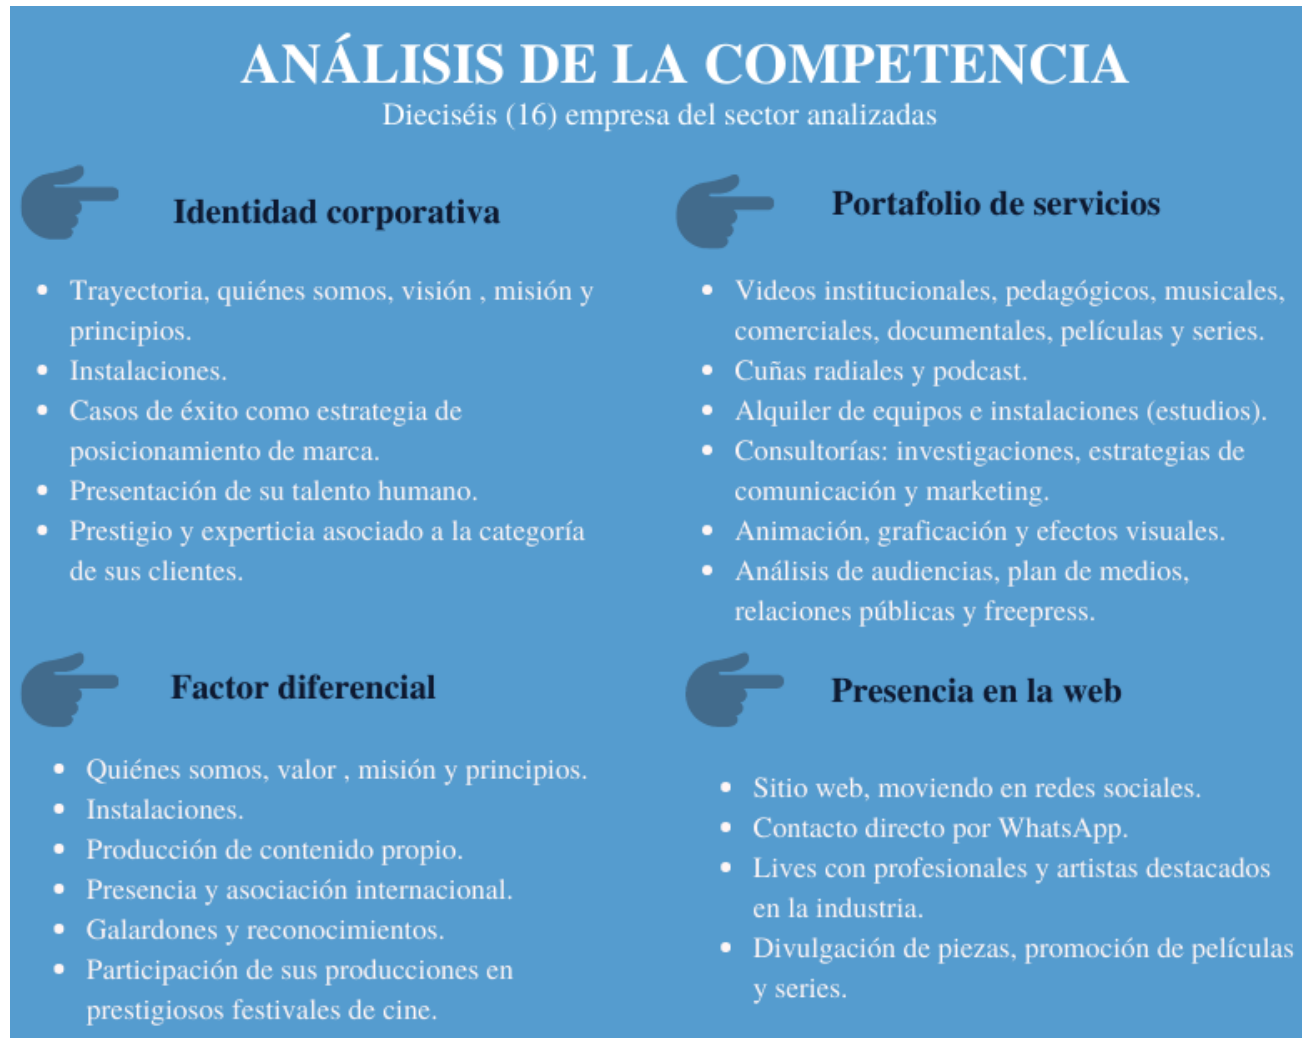 ANÁLISIS DE LA COMPETENCIA
Dieciséis (16) empresa del sector analizadas
Identidad corporativa
• Trayectoria, quiénes somos, visión , misión y
principios.
• Instalaciones.
• Casos de éxito como estrategia de
posicionamiento de marca.
• Presentación de su talento humano.
• Prestigio y experticia asociado a la categoría
de sus clientes.
Portafolio de servicios
• Videos institucionales, pedagógicos, musicales,
comerciales, documentales, películas y series.
• Cuñas radiales y podcast.
• Alquiler de equipos e instalaciones (estudios).
• Consultorías: investigaciones, estrategias de
comunicación y marketing.
• Animación, graficación y efectos visuales.
• Análisis de audiencias, plan de medios,
relaciones públicas y freepress.
Factor diferencial
• Quiénes somos, valor , misión y principios.
• Instalaciones.
• Producción de contenido propio.
• Presencia y asociación internacional.
• Galardones y reconocimientos.
• Participación de sus producciones en
prestigiosos festivales de cine.
Presencia en la web
• Sitio web, moviendo en redes sociales.
• Contacto directo por WhatsApp.
• Lives con profesionales y artistas destacados
en la industria.
• Divulgación de piezas, promoción de películas
y series.